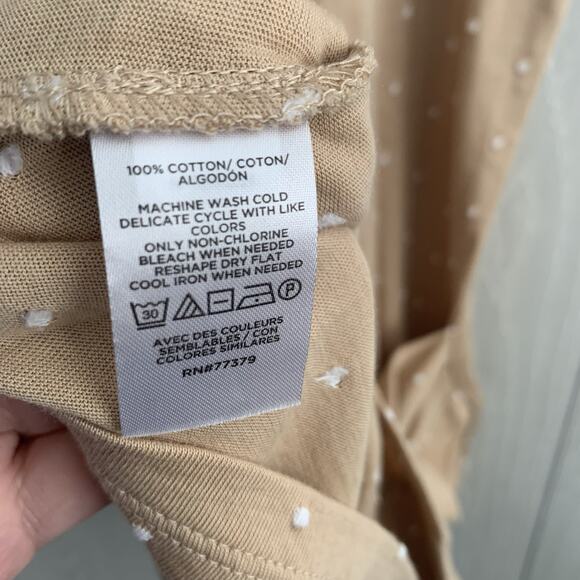 100% COTTON/ COTON/
ALGODÓN
MACHINE WASH COLD
DELICATE CYCLE WITH LIKE
COLORS
ONLY NON-CHLORINE
BLEACH WHEN NEEDED
RESHAPE DRY FLAT
COOL IRON WHEN NEEDED
30 P
AVEC DES COULEURS
SEMBLABLES / CON
COLORES SIMILARES
RN#77379